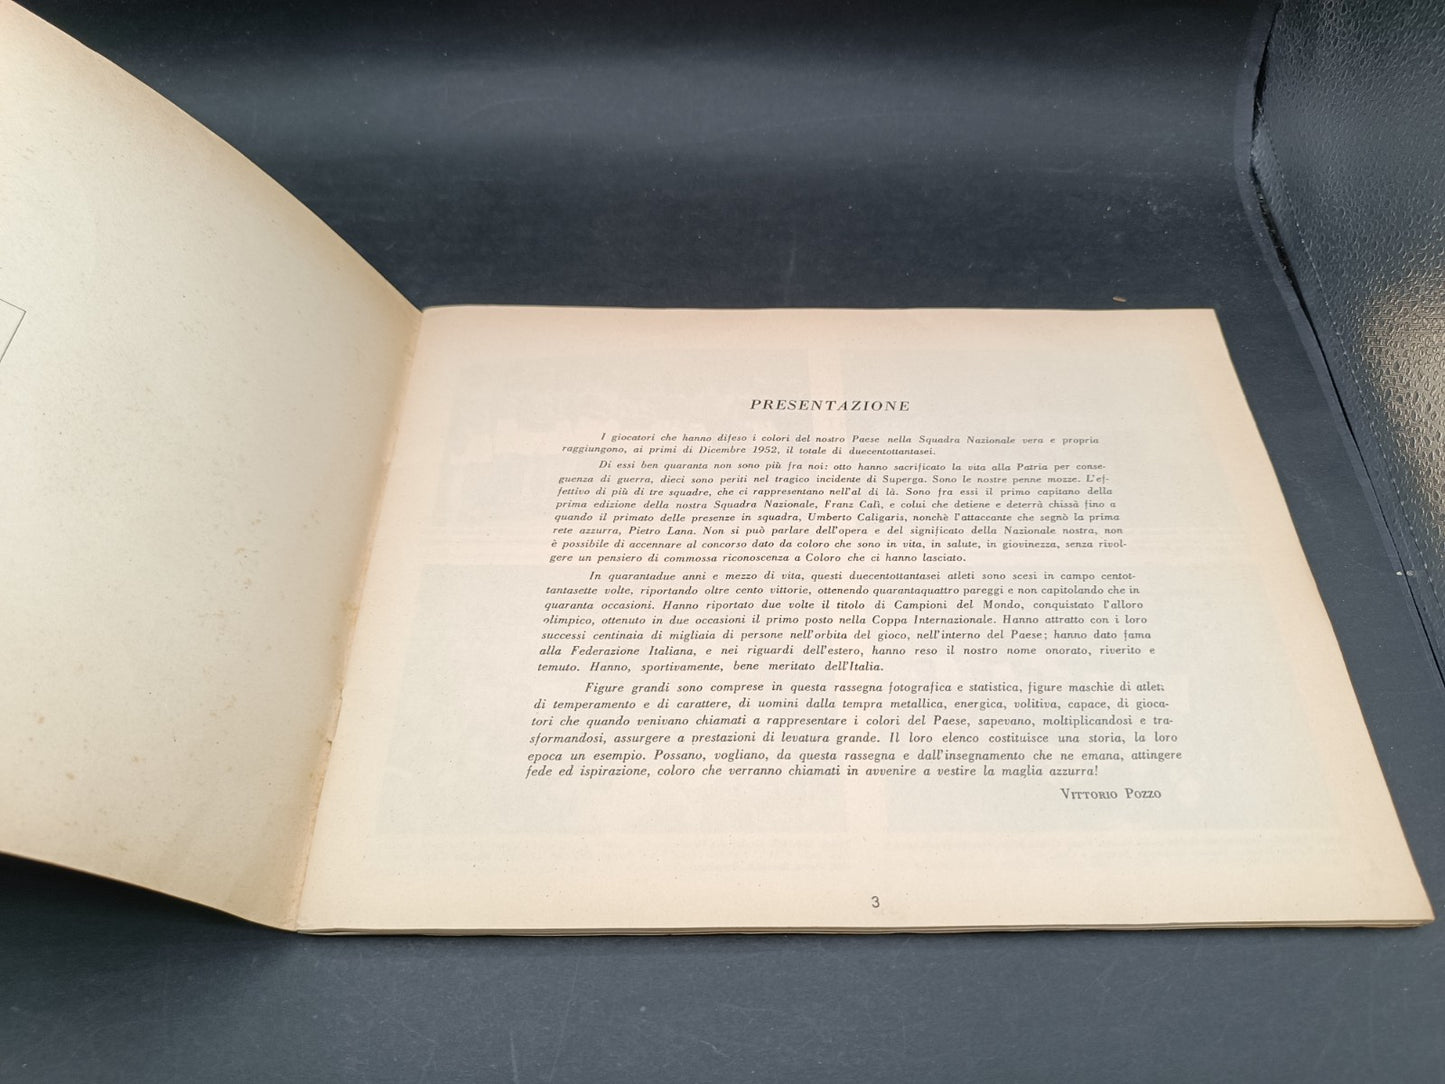 PRESENTAZIONE
I giocatori che hanno difeso i colori del nostro Paese nella Squadra Nazionale vera e propria
raggiungono, ai primi di Dicembre 1952, il totale di duecentottantasei.
Di essi ben quaranta non sono più fra noi: otto hanno sacrificato la vita alla Patria per conse-
guenza di guerra, dieci sono periti nel tragico incidente di Superga. Sono le nostre penne mozze. L'ef-
fettivo di più di tre squadre, che ci rappresentano nell'al di là. Sono fra essi il primo capitano della
prima edizione della nostra Squadra Nazionale, Franz Calì, e colui che detiene e deterrà chissà fino a
quando il primato delle presenze in squadra, Umberto Caligaris, nonchè l'attaccante che segnò la prima
rete azzurra, Pietro Lana. Non si può parlare dell'opera e del significato della Nazionale nostra, non
è possibile di accennare al concorso dato da coloro che sono in vita, in salute, in giovinezza, senza rivol-
gere un pensiero di commossa riconoscenza a Coloro che ci hanno lasciato.
In quarantadue anni e mezzo di vita, questi duecentottantasei atleti sono scesi in campo centot-
tantasette volte, riportando oltre cento vittorie, ottenendo quarantaquattro pareggi e non capitolando che in
quaranta occasioni. Hanno riportato due volte il titolo di Campioni del Mondo, conquistato l'alloro
olimpico, ottenuto in due occasioni il primo posto nella Coppa Internazionale. Hanno attratto con i loro
successi centinaia di migliaia di persone nell'orbita del gioco, nell'interno del Paese; hanno dato fama
alla Federazione Italiana, e nei riguardi dell'estero, hanno reso il nostro nome onorato, riverito e
temuto. Hanno, sportivamente, bene meritato dell'Italia.
Figure grandi sono comprese in questa rassegna fotografica e statistica, figure maschie di atleti
di temperamento e di carattere, di uomini dalla tempra metallica, energica, volitiva, capace, di gioca-
tori che quando venivano chiamati a rappresentare i colori del Paese, sapevano, moltiplicandosi e tra-
sformandosi, assurgere a prestazioni di levatura grande. Il loro elenco costituisce una storia, la loro
epoca un esempio. Possano, vogliano, da questa rassegna e dall'insegnamento che ne emana, attingere
fede ed ispirazione, coloro che verranno chiamati in avvenire a vestire la maglia azzurra!
VITTORIO POZZO
3